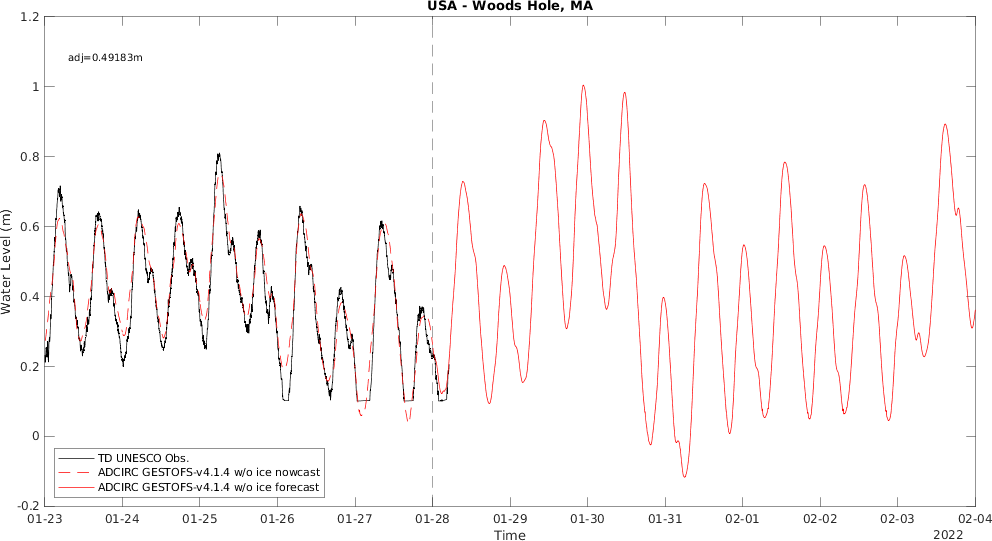 USA - Woods Hole, MA
1.2
1
0.8
0.6
0.4
0.2
0
-0.2
Water Level (m)
adj=0.49183m
TD UNESCO Obs.
ADCIRC GESTOFS-v4.1.4 w/o ice nowcast
ADCIRC GESTOFS-v4.1.4 w/o ice forecast
01-23 01-24 01-25 01-26 01-27 01-28 01-29 01-30 01-31 02-01 02-02 02-03 02-04
Time
2022